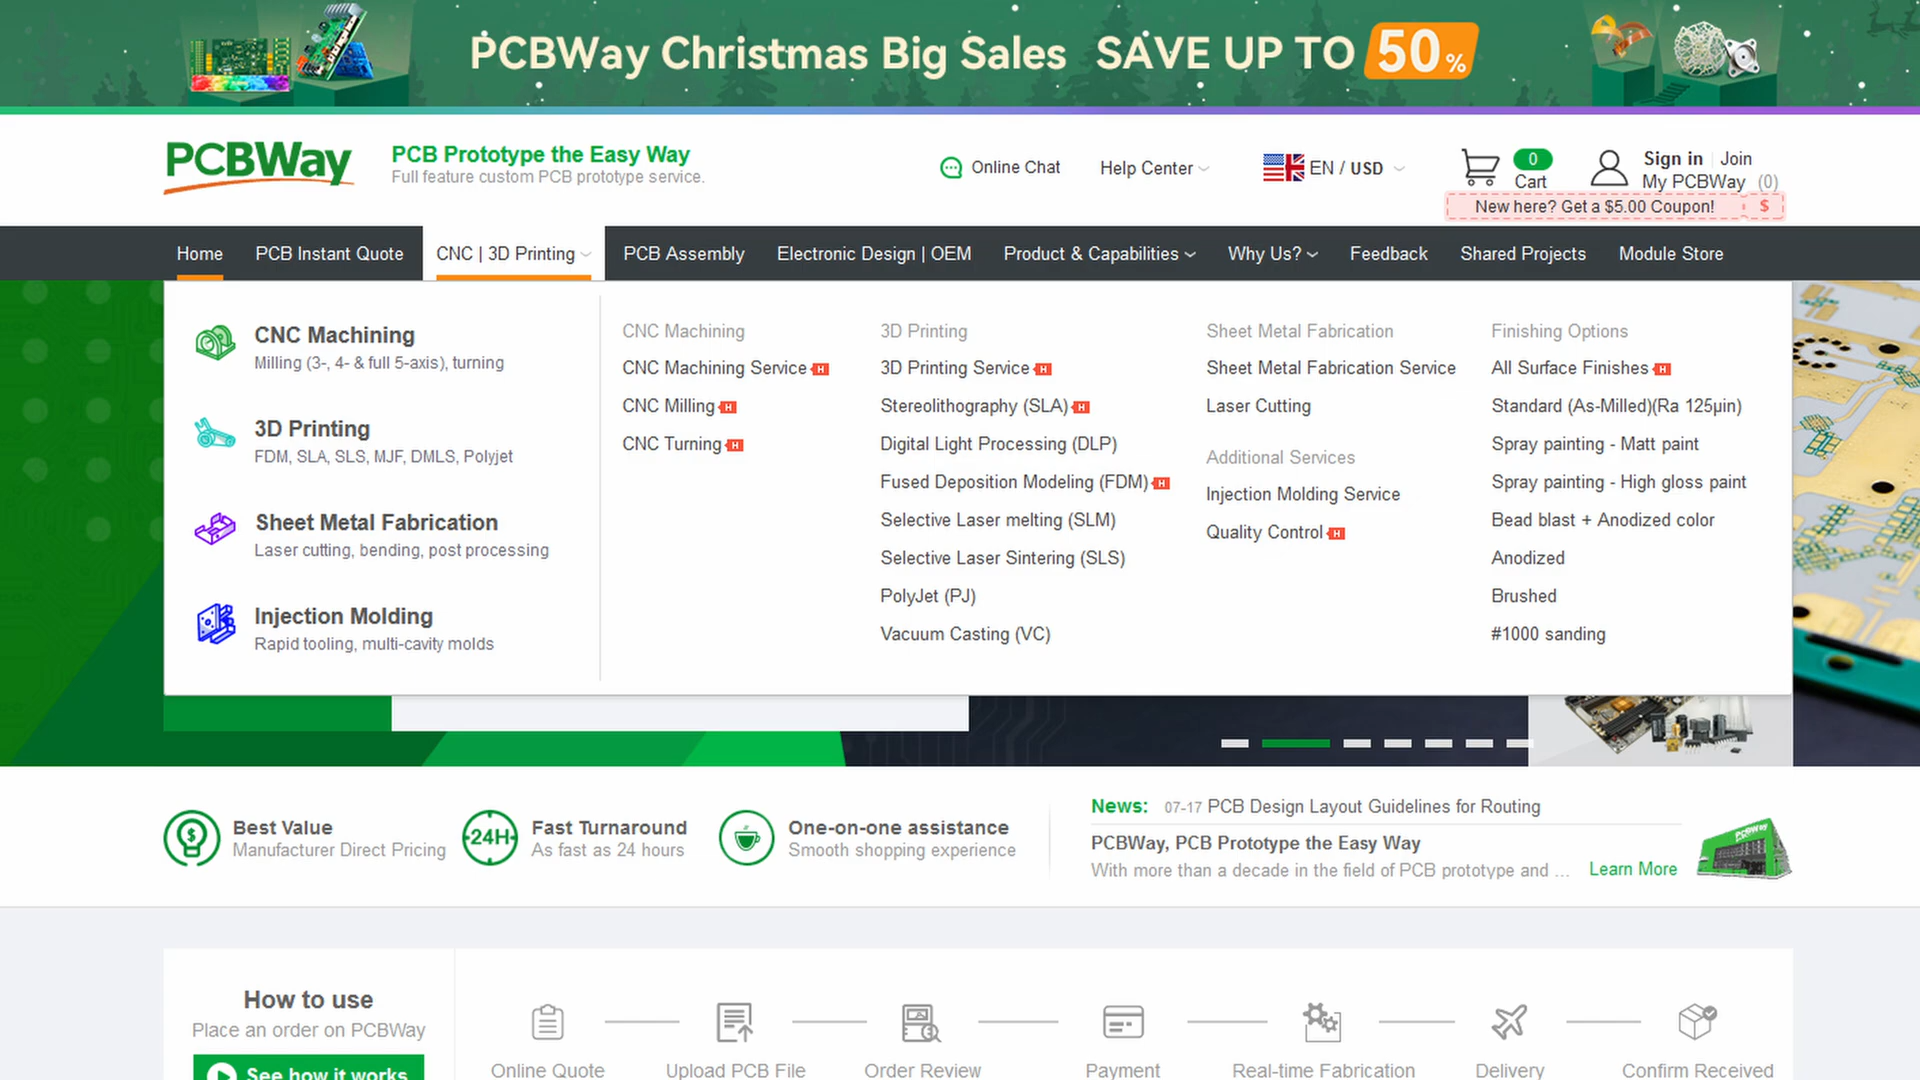 PCBWay Christmas Big Sales SAVE UP TO 50%
PCBWay
PCB Prototype the Easy Way
Full feature custom PCB prototype service.
Online Chat
Help Center
EN / USD
0
Cart
Sign in
Join
My PCBWay (0)
New here? Get a $5.00 Coupon! $
Home
PCB Instant Quote
CNC | 3D Printing
PCB Assembly
Electronic Design | OEM
Product & Capabilities
Why Us?
Feedback
Shared Projects
Module Store
CNC Machining
Milling (3-, 4- & full 5-axis), turning
3D Printing
FDM, SLA, SLS, MJF, DMLS, Polyjet
Sheet Metal Fabrication
Laser cutting, bending, post processing
Injection Molding
Rapid tooling, multi-cavity molds
CNC Machining
CNC Machining Service H
CNC Milling H
CNC Turning H
3D Printing
3D Printing Service H
Stereolithography (SLA) H
Digital Light Processing (DLP)
Fused Deposition Modeling (FDM) H
Selective Laser melting (SLM)
Selective Laser Sintering (SLS)
PolyJet (PJ)
Vacuum Casting (VC)
Sheet Metal Fabrication
Sheet Metal Fabrication Service
Laser Cutting
Additional Services
Injection Molding Service
Quality Control H
Finishing Options
All Surface Finishes H
Standard (As-Milled)(Ra 125μin)
Spray painting - Matt paint
Spray painting - High gloss paint
Bead blast + Anodized color
Anodized
Brushed
#1000 sanding
Best Value
Manufacturer Direct Pricing
24H
Fast Turnaround
As fast as 24 hours
One-on-one assistance
Smooth shopping experience
News: 07-17 PCB Design Layout Guidelines for Routing
PCBWay, PCB Prototype the Easy Way
With more than a decade in the field of PCB prototype and ... Learn More
PCBWay
How to use
Place an order on PCBWay
See how it works
Online Quote
Upload PCB File
Order Review
Payment
Real-time Fabrication
Delivery
Confirm Received